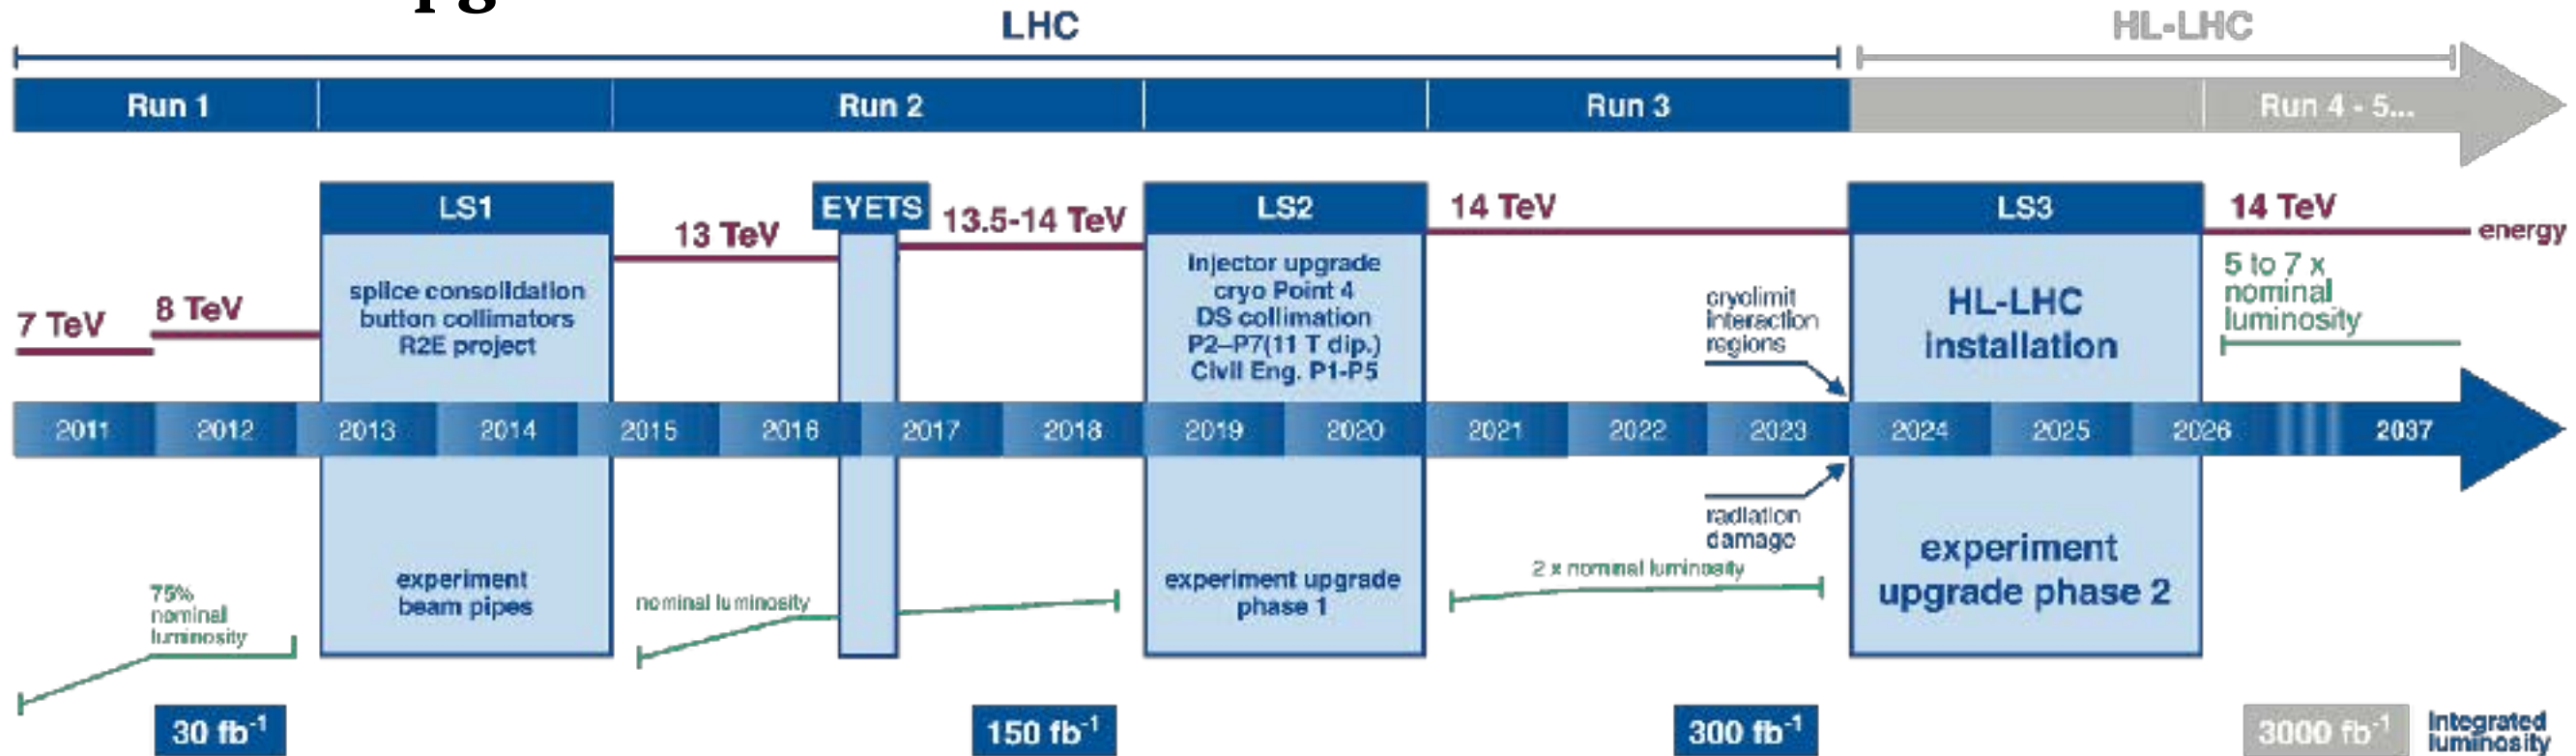 LHC
HL-LHC
Run 1
Run 2
Run 3
Run 4 - 5...
LS1
EYETS
LS2
LS3
7 TeV
8 TeV
13 TeV
13.5-14 TeV
14 TeV
14 TeV
energy
splice consolidation
button collimators
R2E project
Injector upgrade
cryo Point 4
DS collimation
P2–P7(11 T dip.)
Civil Eng. P1-P5
cryolimit
interaction
regions
HL-LHC
installation
5 to 7 x
nominal
luminosity
2011
2012
2013
2014
2015
2016
2017
2018
2019
2020
2021
2022
2023
2024
2025
2026
2037
75%
nominal
luminosity
experiment
beam pipes
nominal luminosity
experiment upgrade
phase 1
2 x nominal luminosity
radiation
damage
experiment
upgrade phase 2
30 fb⁻¹
150 fb⁻¹
300 fb⁻¹
3000 fb⁻¹
Integrated
luminosity